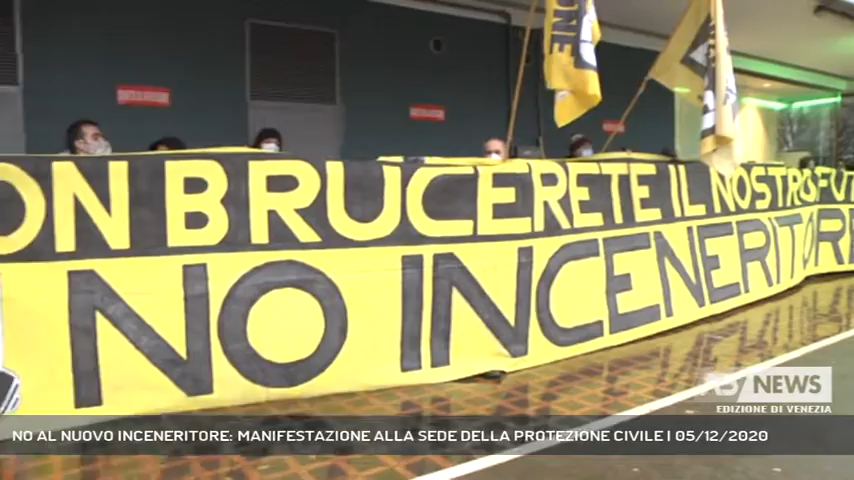 ONE
ON BRUCERETE IL NOSTRO FUT
NO INCENERITORE
NEWS
EDIZIONE DI VENEZIA
NO AL NUOVO INCENERITORE: MANIFESTAZIONE ALLA SEDE DELLA PROTEZIONE CIVILE | 05/12/2020